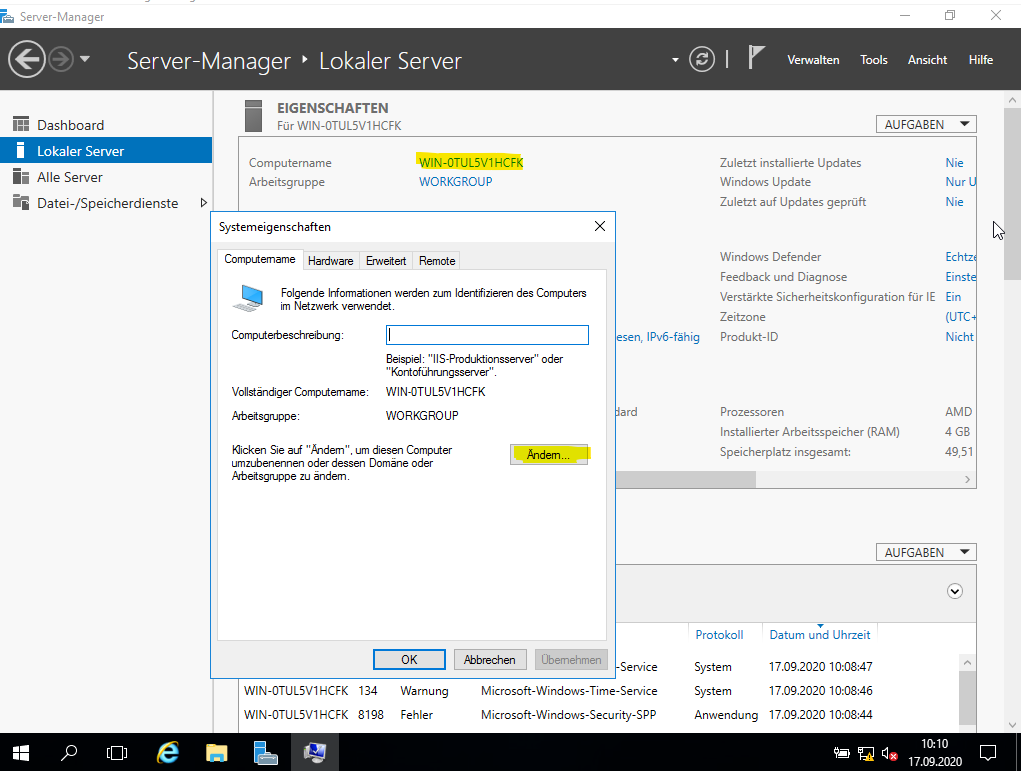 Server-Manager
Server-Manager
Lokaler Server
Verwalten
Tools
Ansicht
Hilfe
Dashboard
Lokaler Server
Alle Server
Datei-/Speicherdienste
EIGENSCHAFTEN
Für WIN-0TUL5V1HCFK
AUFGABEN
Computername WIN-0TUL5V1HCFK
Arbeitsgruppe WORKGROUP
Zuletzt installierte Updates Nie
Windows Update Nur U
Zuletzt auf Updates geprüft Nie
Windows Defender Echtze
Feedback und Diagnose Einste
Verstärkte Sicherheitskonfiguration für IE Ein
Zeitzone (UTC+
esen, IPv6-fähig
Produkt-ID Nicht
dard
Prozessoren AMD
Installierter Arbeitsspeicher (RAM) 4 GB
Speicherplatz insgesamt: 49,51
Systemeigenschaften
Computername
Hardware
Erweitert
Remote
Folgende Informationen werden zum Identifizieren des Computers
im Netzwerk verwendet.
Computerbeschreibung:
Beispiel: "IIS-Produktionsserver" oder
"Kontoführungsserver".
Vollständiger Computername: WIN-0TUL5V1HCFK
Arbeitsgruppe: WORKGROUP
Klicken Sie auf "Ändern", um diesen Computer
umzubenennen oder dessen Domäne oder
Arbeitsgruppe zu ändern.
Ändern...
OK
Abbrechen
Übernehmen
AUFGABEN
Protokoll Datum und Uhrzeit
-Service System 17.09.2020 10:08:47
WIN-0TUL5V1HCFK 134 Warnung Microsoft-Windows-Time-Service System 17.09.2020 10:08:46
WIN-0TUL5V1HCFK 8198 Fehler Microsoft-Windows-Security-SPP Anwendung 17.09.2020 10:08:44
10:10
17.09.2020